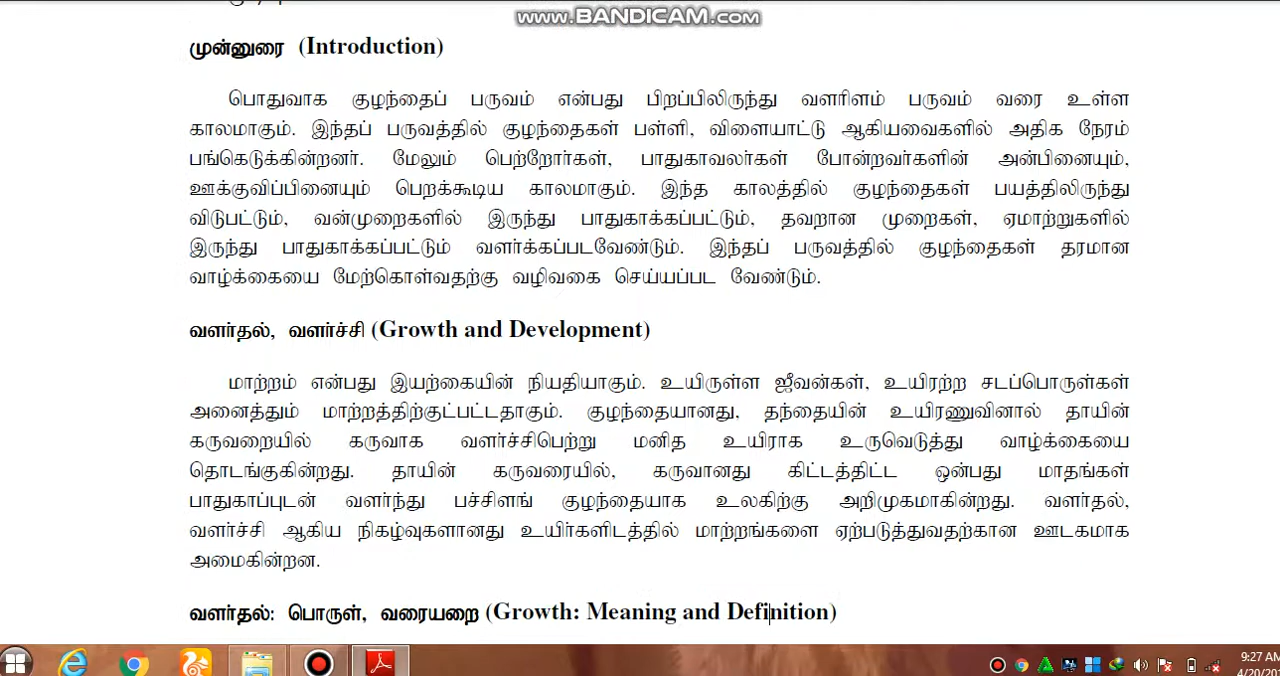 www.BANDICAM.com
முன்னுரை (Introduction)
பொதுவாக குழந்தைப் பருவம் என்பது பிறப்பிலிருந்து வளரிளம் பருவம் வரை உள்ள
காலமாகும். இந்தப் பருவத்தில் குழந்தைகள் பள்ளி, விளையாட்டு ஆகியவைகளில் அதிக நேரம்
பங்கெடுக்கின்றனர். மேலும் பெற்றோர்கள், பாதுகாவலர்கள் போன்றவர்களின் அன்பினையும்,
ஊக்குவிப்பினையும் பெறக்கூடிய காலமாகும். இந்த காலத்தில் குழந்தைகள் பயத்திலிருந்து
விடுபட்டும், வன்முறைகளில் இருந்து பாதுகாக்கப்பட்டும், தவறான முறைகள், ஏமாற்றுகளில்
இருந்து பாதுகாக்கப்பட்டும் வளர்க்கப்படவேண்டும். இந்தப் பருவத்தில் குழந்தைகள் தரமான
வாழ்க்கையை மேற்கொள்வதற்கு வழிவகை செய்யப்பட வேண்டும்.
வளர்தல், வளர்ச்சி (Growth and Development)
மாற்றம் என்பது இயற்கையின் நியதியாகும். உயிருள்ள ஜீவன்கள், உயிரற்ற சடப்பொருள்கள்
அனைத்தும் மாற்றத்திற்குட்பட்டதாகும். குழந்தையானது, தந்தையின் உயிரணுவினால் தாயின்
கருவறையில் கருவாக வளர்ச்சிபெற்று மனித உயிராக உருவெடுத்து வாழ்க்கையை
தொடங்குகின்றது. தாயின் கருவரையில், கருவானது கிட்டத்திட்ட ஒன்பது மாதங்கள்
பாதுகாப்புடன் வளர்ந்து பச்சிளங் குழந்தையாக உலகிற்கு அறிமுகமாகின்றது. வளர்தல்,
வளர்ச்சி ஆகிய நிகழ்வுகளானது உயிர்களிடத்தில் மாற்றங்களை ஏற்படுத்துவதற்கான ஊடகமாக
அமைகின்றன.
வளர்தல்: பொருள், வரையறை (Growth: Meaning and Definition)
9:27 AM